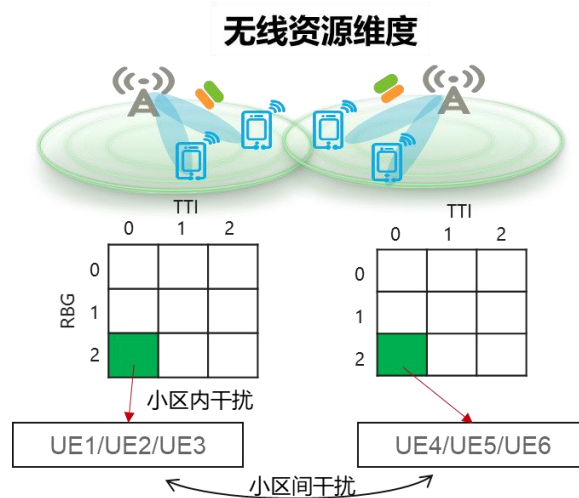 无线资源维度
TTI
0 1 2
RBG
0
1
2
TTI
0 1 2
0
1
2
小区内干扰
UE1/UE2/UE3
UE4/UE5/UE6
小区间干扰